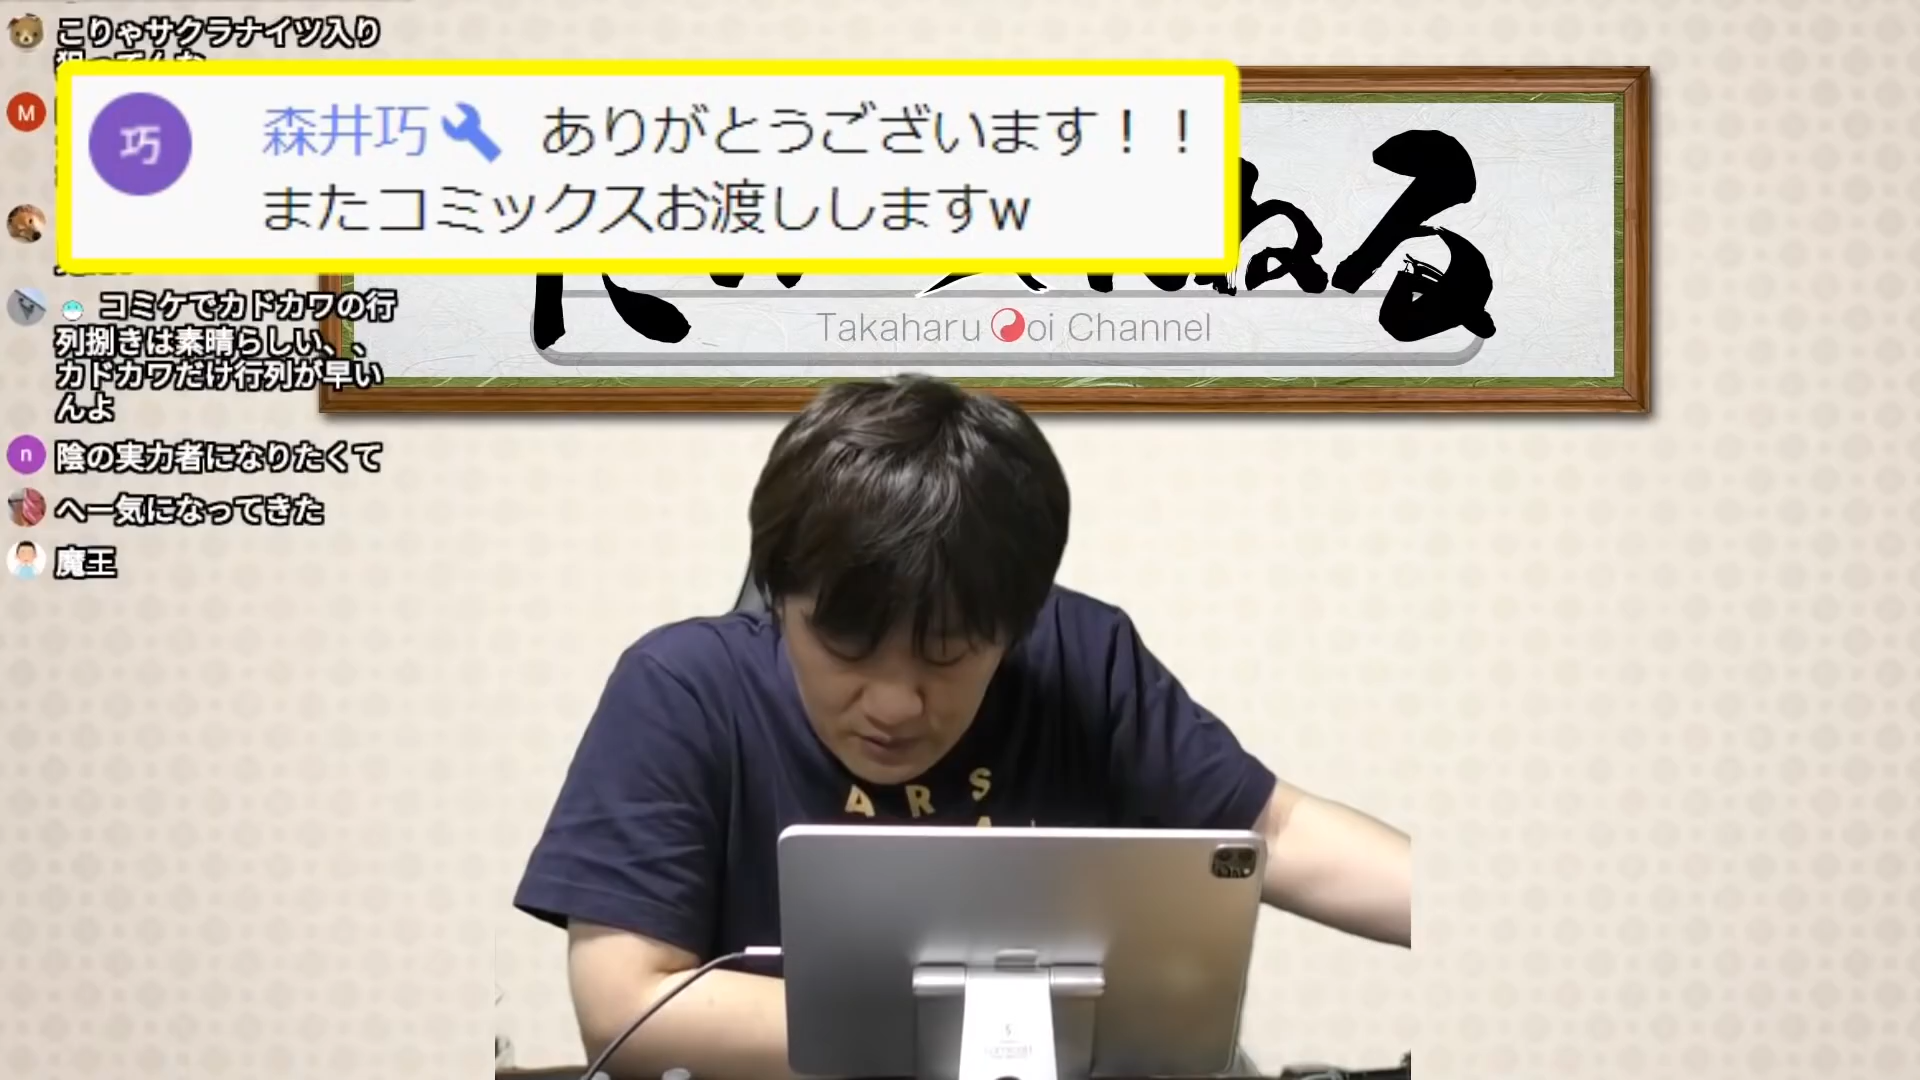 こりゃサクラナイツ入り
M
巧
森井巧 ありがとうございます！！
またコミックスお渡ししますw
Takaharu oi Channel
コミケでカドカワの行
列捌きは素晴らしい、、
カドカワだけ行列が早い
んよ
n
陰の実力者になりたくて
へー気になってきた
魔王
A R S